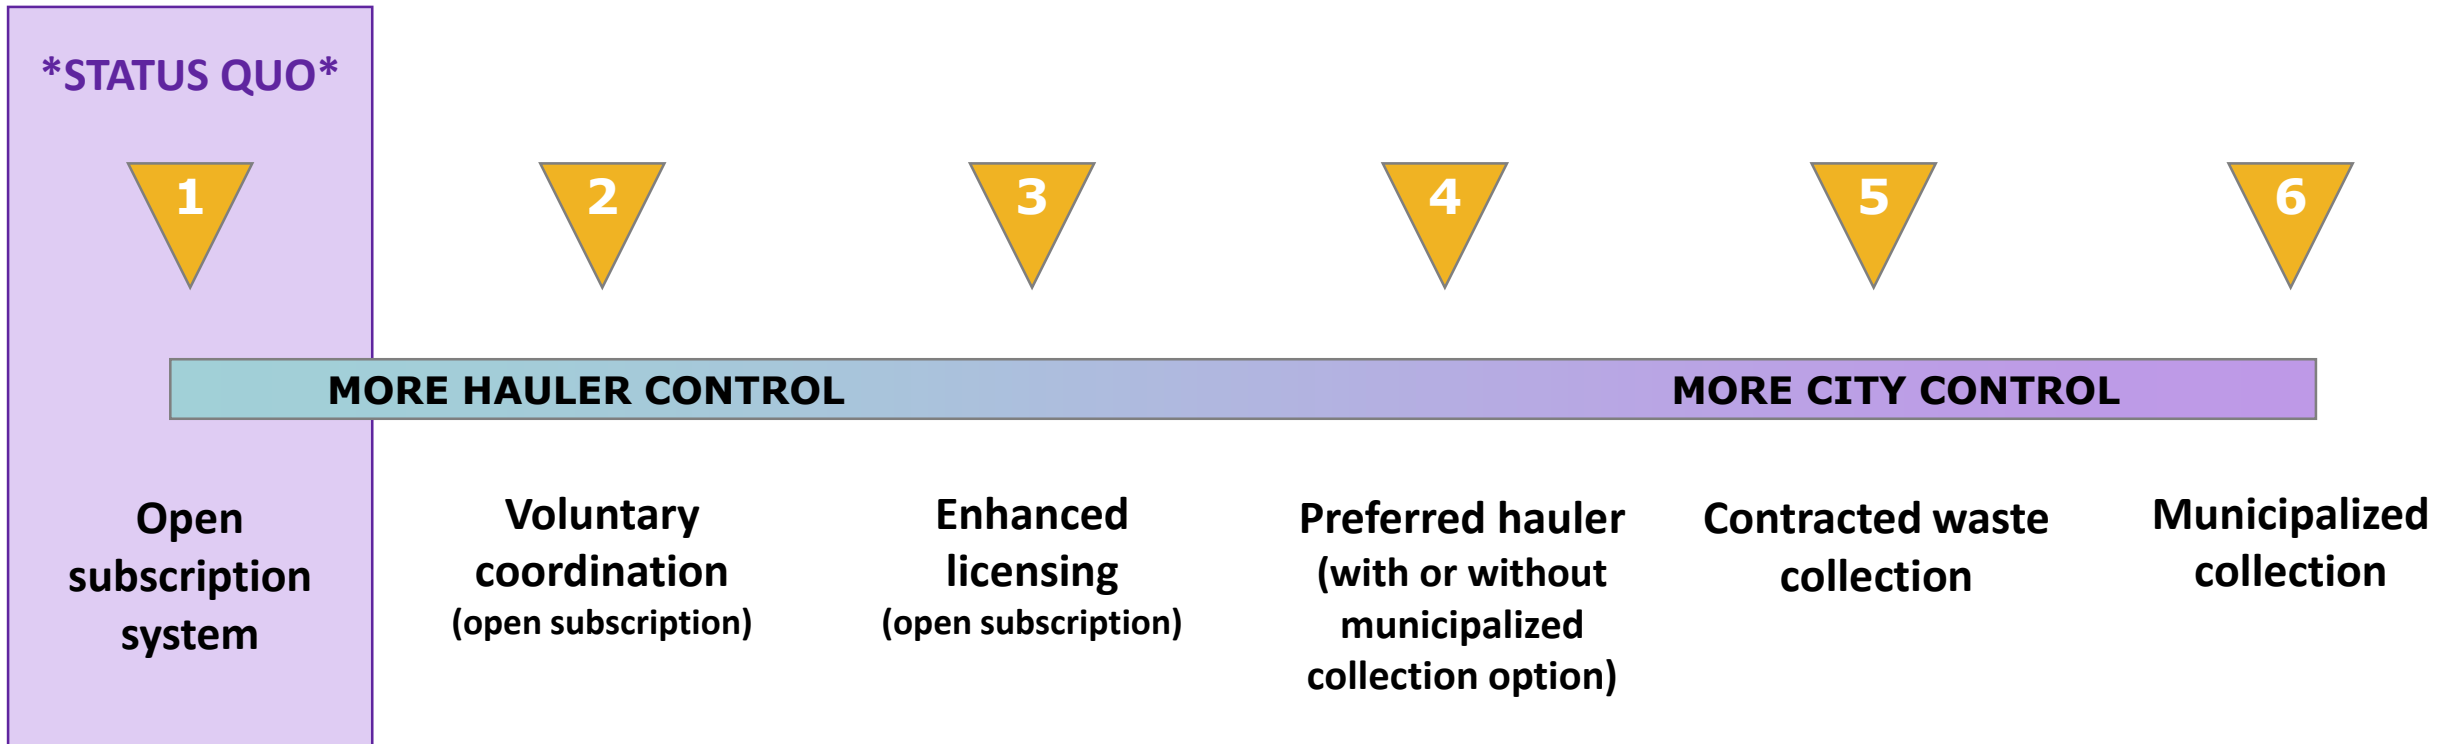 *STATUS QUO*
1
2
3
4
5
6
MORE HAULER CONTROL
MORE CITY CONTROL
Open
subscription
system
Voluntary
coordination
(open subscription)
Enhanced
licensing
(open subscription)
Preferred hauler
(with or without
municipalized
collection option)
Contracted waste
collection
Municipalized
collection